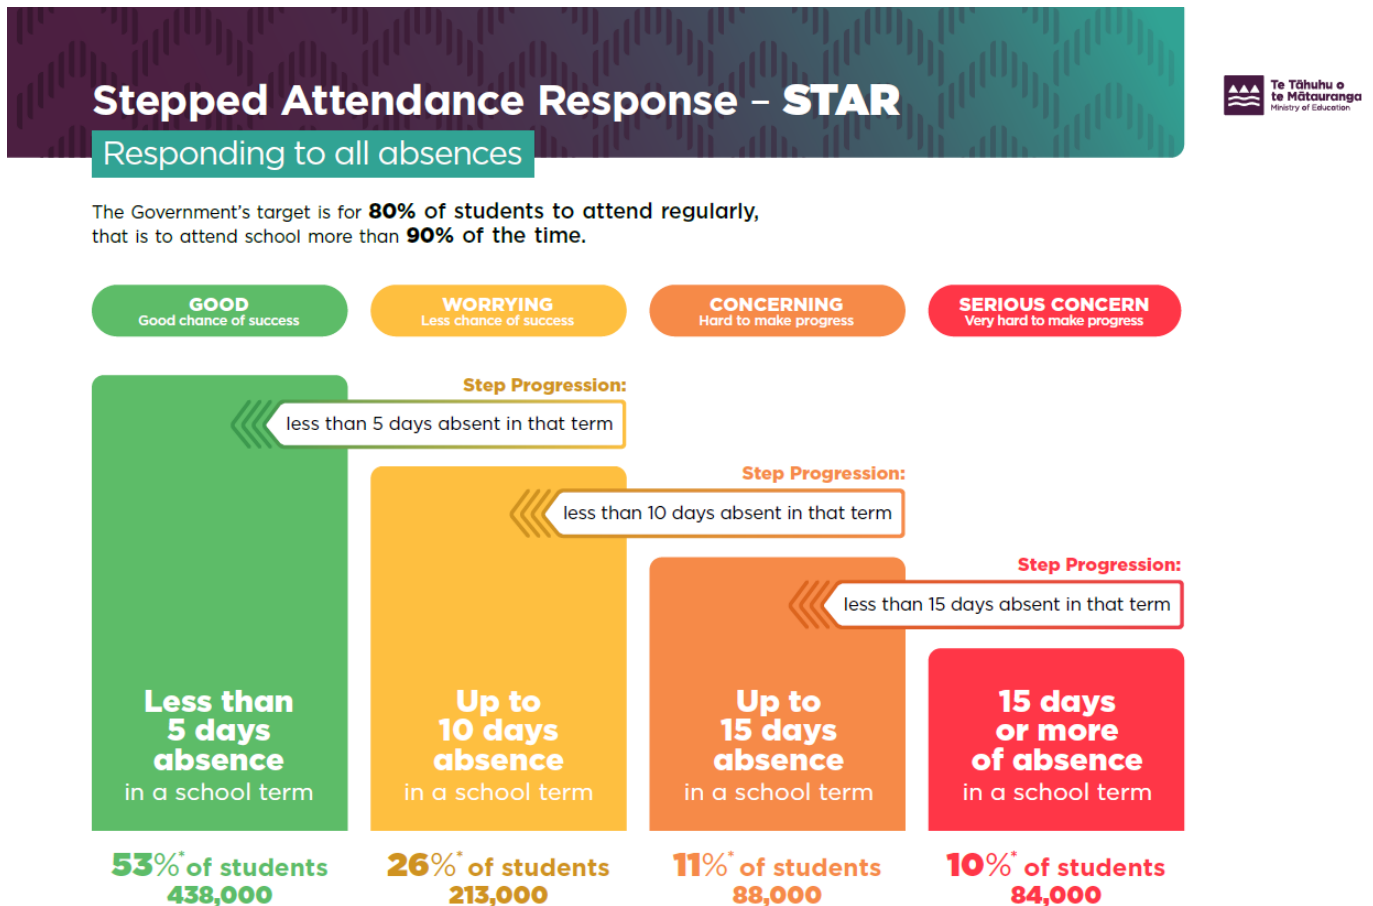 Stepped Attendance Response – STAR
Te Tāhuhu o
te Mātauranga
Ministry of Education
Responding to all absences
The Government's target is for 80% of students to attend regularly,
that is to attend school more than 90% of the time.
GOOD
Good chance of success
WORRYING
Less chance of success
CONCERNING
Hard to make progress
SERIOUS CONCERN
Very hard to make progress
Step Progression:
less than 5 days absent in that term
Step Progression:
less than 10 days absent in that term
Step Progression:
less than 15 days absent in that term
Less than
5 days
absence
in a school term
Up to
10 days
absence
in a school term
Up to
15 days
absence
in a school term
15 days
or more
of absence
in a school term
53%* of students
438,000
26%* of students
213,000
11%* of students
88,000
10%* of students
84,000